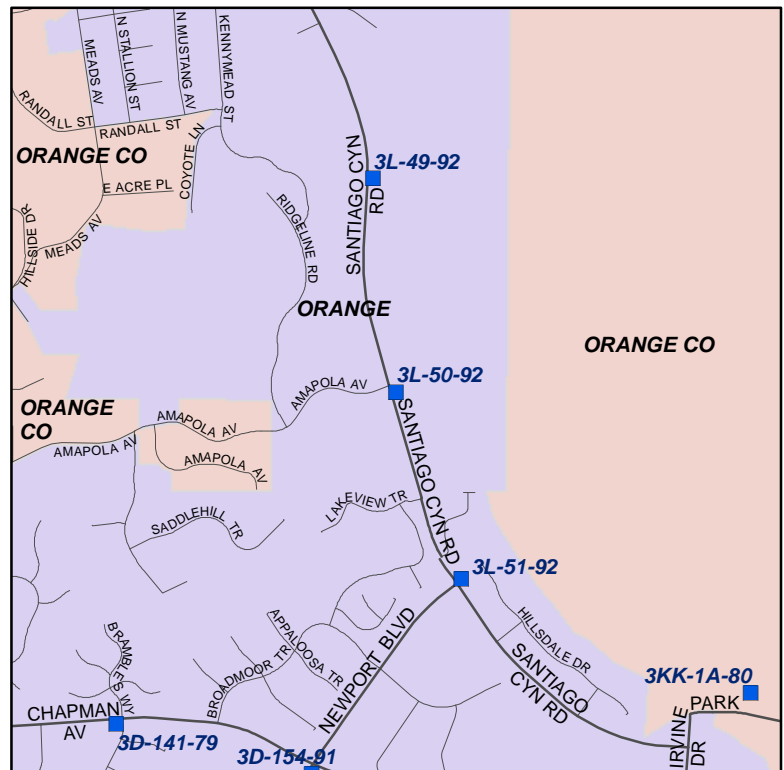 MEADS AV
N STALLION ST
N MUSTANG AV
KENNYMEAD ST
RANDALL ST
RANDALL ST
ORANGE CO
COYOTE LN
E ACRE PL
HILLSIDE DR
MEADS AV
RIDGELINE RD
SANTIAGO CYN
RD
3L-49-92
ORANGE
ORANGE CO
3L-50-92
AMAPOLA AV
ORANGE
CO
AMAPOLA AV
AMAPOLA AV
AMAPOLA AV
SANTIAGO CYN RD
LAKEVIEW TR
SADDLEHILL TR
3L-51-92
HILLSDALE DR
APPALOOSA TR
BROADMOOR TR
BRAMBLES WY
NEWPORT BLVD
SANTIAGO
CYN RD
3KK-1A-80
PARK
IRVINE
DR
CHAPMAN
AV
3D-141-79
3D-154-91